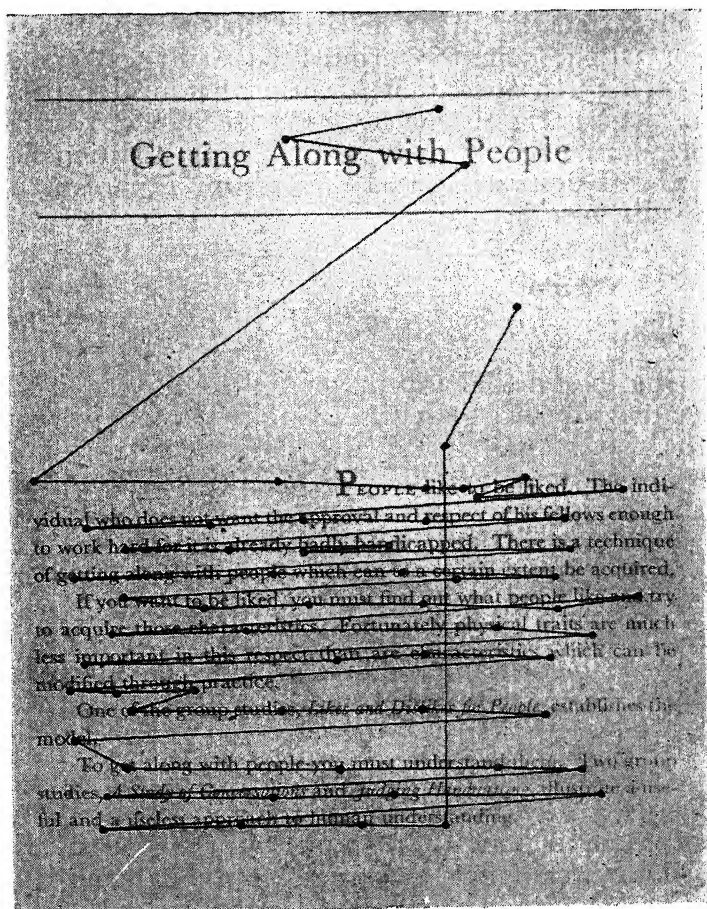 Getting Along with People
PEOPLE like to be liked. The indi-
vidual who does not want the approval and respect of his fellows enough
to work hard for it is already badly handicapped. There is a technique
of getting along with people which can to a certain extent be acquired.
If you want to be liked, you must find out what people like and try
to acquire those characteristics. Fortunately physical traits are much
less important in this respect than are characteristics which can be
modified through practice.
One of the group studies, Likes and Dislikes for People, establishes the
model.
To get along with people you must understand them. Two group
studies, A Study of Conversations and Judging Handwriting, illustrate a use-
ful and a useless approach to human understanding.